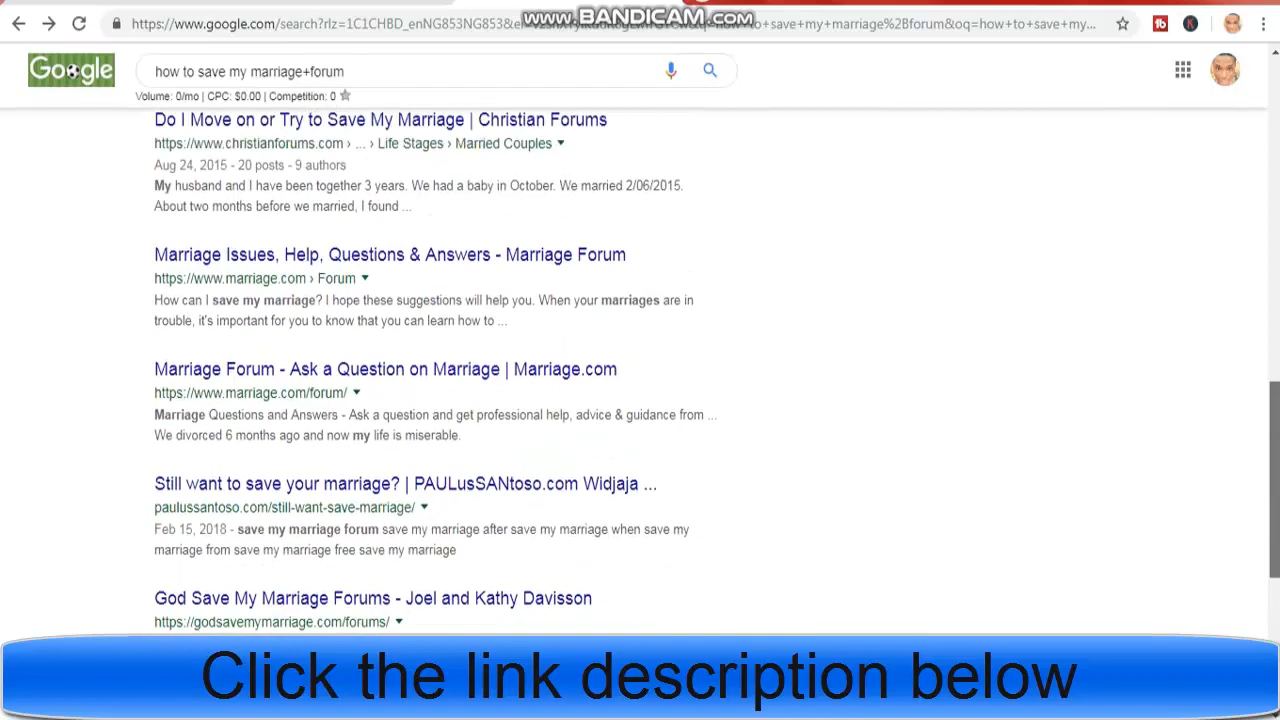 www.BANDICAM.com
https://www.google.com/search?rlz=1C1CHBD_enNG853NG853&
o+save+my+marriage%2Bforum&oq=how+to+save+my...
Google
how to save my marriage+forum
Volume: 0/mo | CPC: $0.00 | Competition: 0
Do I Move on or Try to Save My Marriage | Christian Forums
https://www.christianforums.com › ... › Life Stages › Married Couples
Aug 24, 2015 - 20 posts - 9 authors
My husband and I have been together 3 years. We had a baby in October. We married 2/06/2015.
About two months before we married, I found ...
Marriage Issues, Help, Questions & Answers - Marriage Forum
https://www.marriage.com › Forum
How can I save my marriage? I hope these suggestions will help you. When your marriages are in
trouble, it's important for you to know that you can learn how to ...
Marriage Forum - Ask a Question on Marriage | Marriage.com
https://www.marriage.com/forum/
Marriage Questions and Answers - Ask a question and get professional help, advice & guidance from ...
We divorced 6 months ago and now my life is miserable.
Still want to save your marriage? | PAULusSANtoso.com Widjaja ...
paulussantoso.com/still-want-save-marriage/
Feb 15, 2018 - save my marriage forum save my marriage after save my marriage when save my
marriage from save my marriage free save my marriage
God Save My Marriage Forums - Joel and Kathy Davisson
https://godsavemymarriage.com/forums/
Click the link description below